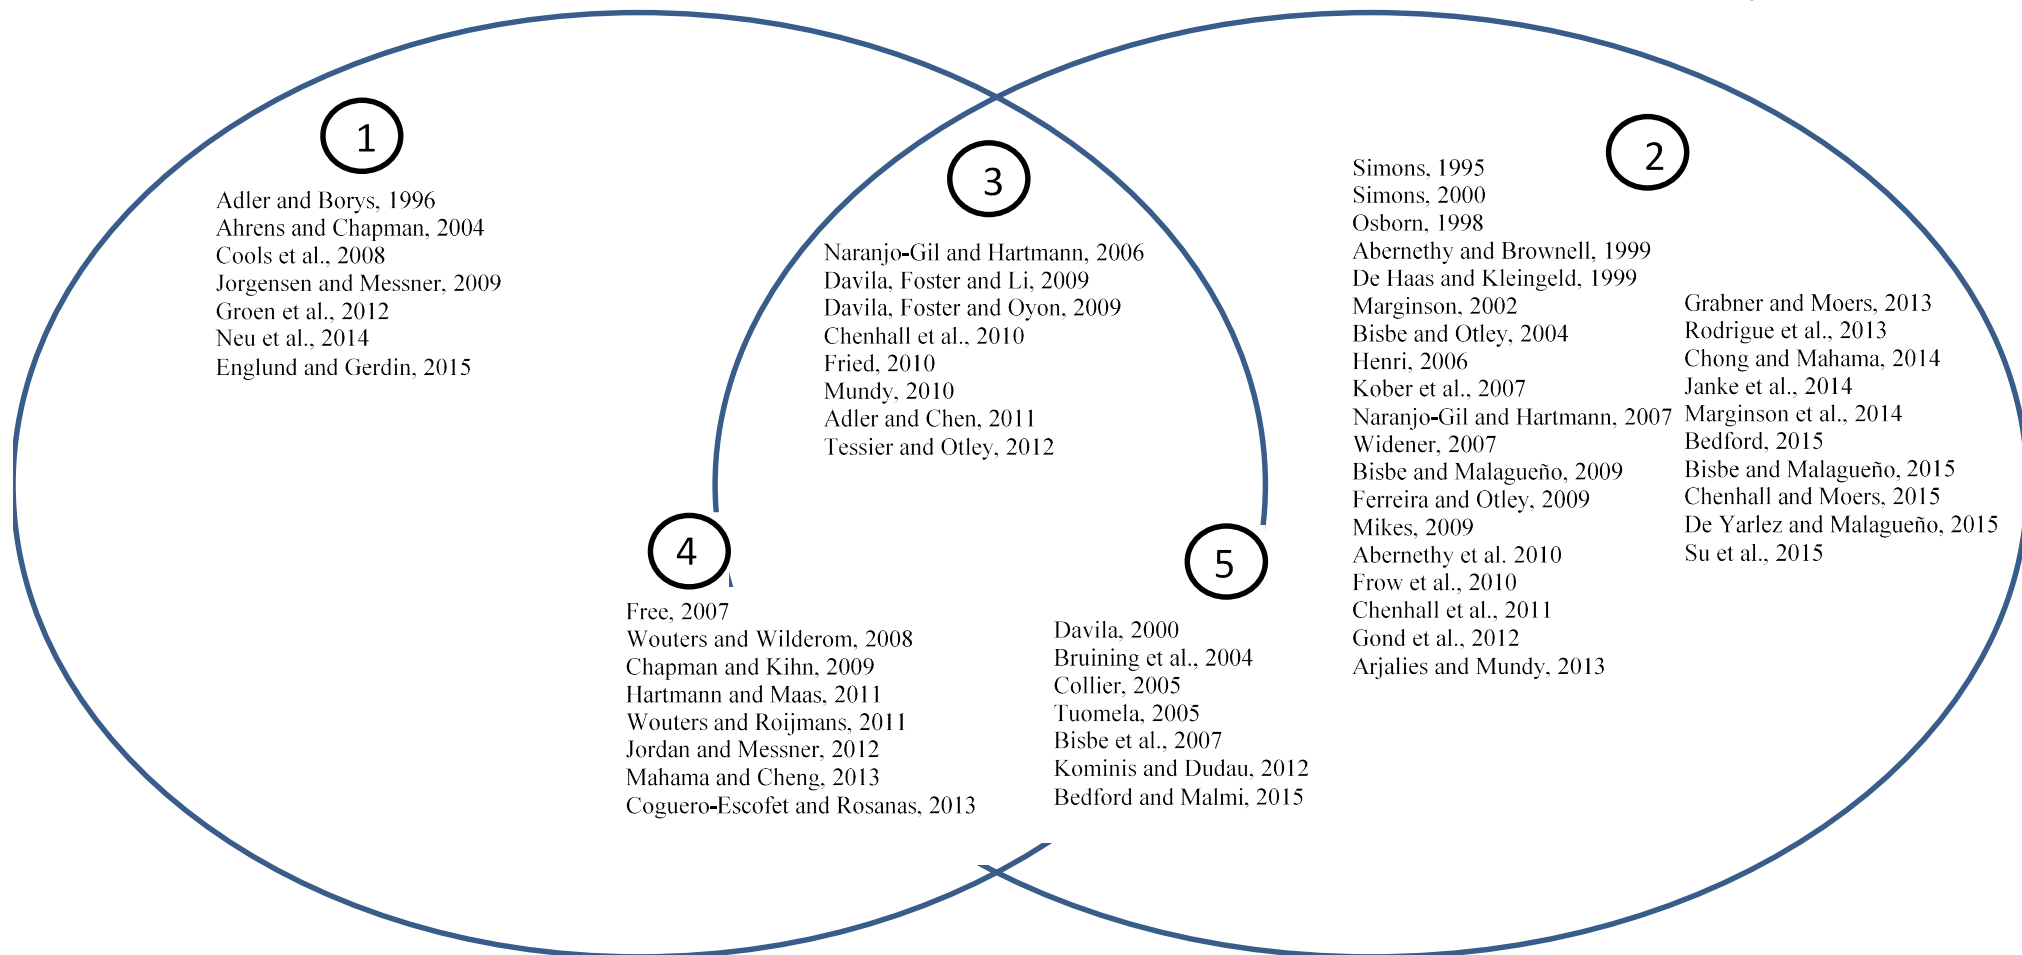 1
Adler and Borys, 1996
Ahrens and Chapman, 2004
Cools et al., 2008
Jorgensen and Messner, 2009
Groen et al., 2012
Neu et al., 2014
Englund and Gerdin, 2015
3
Naranjo-Gil and Hartmann, 2006
Davila, Foster and Li, 2009
Davila, Foster and Oyon, 2009
Chenhall et al., 2010
Fried, 2010
Mundy, 2010
Adler and Chen, 2011
Tessier and Otley, 2012
4
Free, 2007
Wouters and Wilderom, 2008
Chapman and Kihn, 2009
Hartmann and Maas, 2011
Wouters and Roijmans, 2011
Jordan and Messner, 2012
Mahama and Cheng, 2013
Coguero-Escofet and Rosanas, 2013
5
Davila, 2000
Bruining et al., 2004
Collier, 2005
Tuomela, 2005
Bisbe et al., 2007
Kominis and Dudau, 2012
Bedford and Malmi, 2015
2
Simons, 1995
Simons, 2000
Osborn, 1998
Abernethy and Brownell, 1999
De Haas and Kleingeld, 1999
Marginson, 2002
Bisbe and Otley, 2004
Henri, 2006
Kober et al., 2007
Naranjo-Gil and Hartmann, 2007
Widener, 2007
Bisbe and Malagueño, 2009
Ferreira and Otley, 2009
Mikes, 2009
Abernethy et al. 2010
Frow et al., 2010
Chenhall et al., 2011
Gond et al., 2012
Arjalies and Mundy, 2013
Grabner and Moers, 2013
Rodrigue et al., 2013
Chong and Mahama, 2014
Janke et al., 2014
Marginson et al., 2014
Bedford, 2015
Bisbe and Malagueño, 2015
Chenhall and Moers, 2015
De Yarlez and Malagueño, 2015
Su et al., 2015